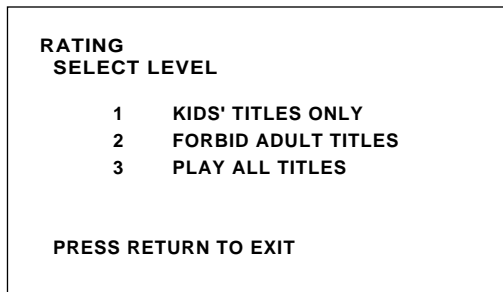 RATING
SELECT LEVEL
1 KIDS' TITLES ONLY
2 FORBID ADULT TITLES
3 PLAY ALL TITLES
PRESS RETURN TO EXIT